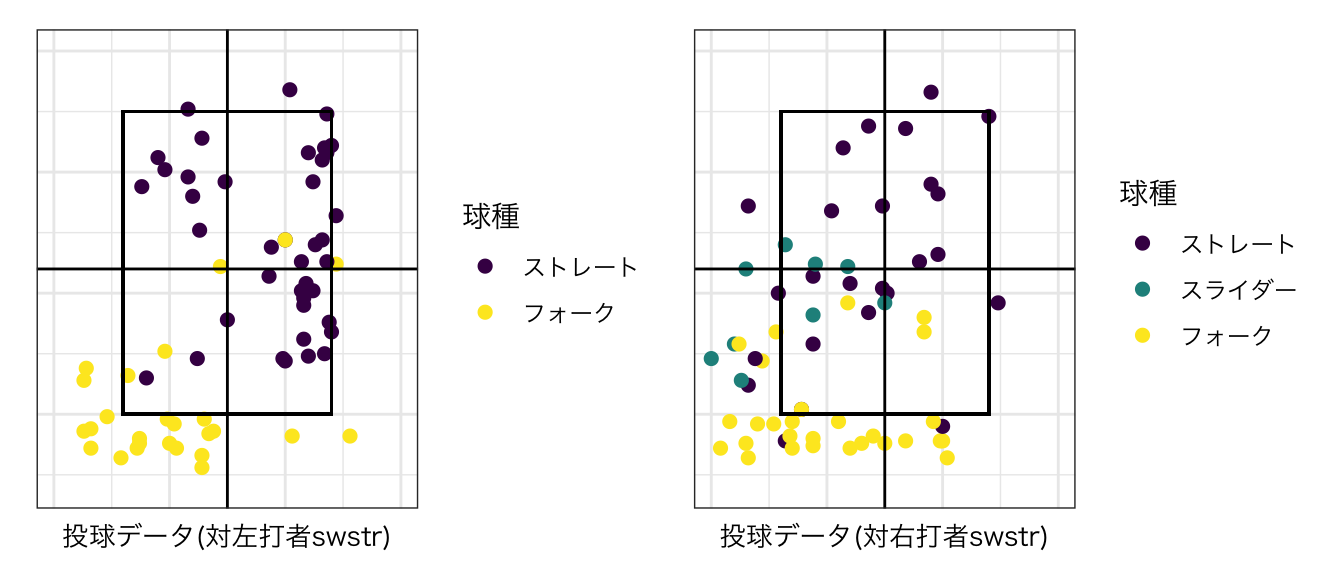 球種
ストレート
フォーク
投球データ(対左打者swstr)
球種
ストレート
スライダー
フォーク
投球データ(対右打者swstr)